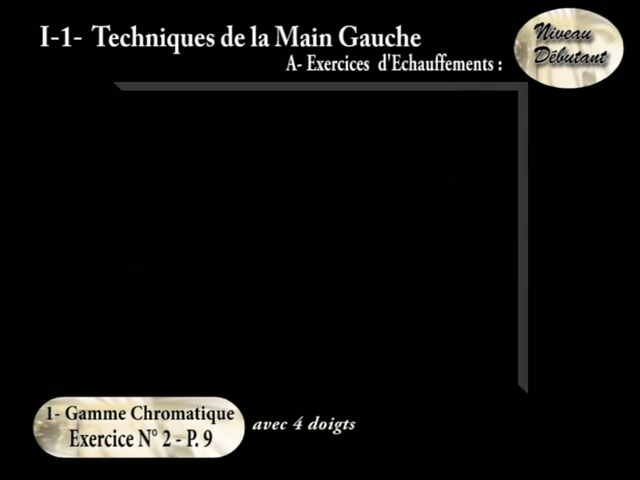 I-1- Techniques de la Main Gauche
A- Exercices d'Echauffements :
Niveau
Débutant
1- Gamme Chromatique
Exercice N° 2 - P. 9
avec 4 doigts